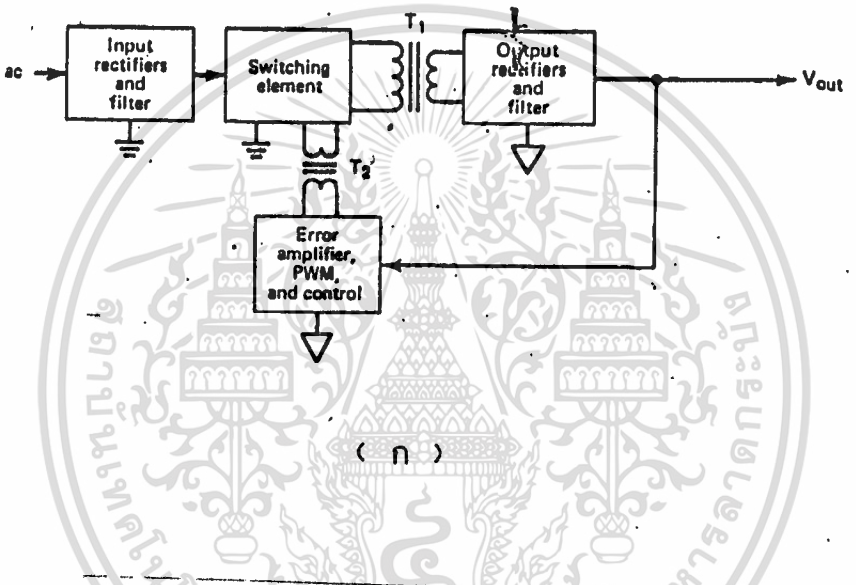 T1
ac
Input
rectifiers
and
filter
Switching
element
Output
rectifiers
and
filter
Vout
T2
Error
amplifier,
PWM,
and control
( ก )